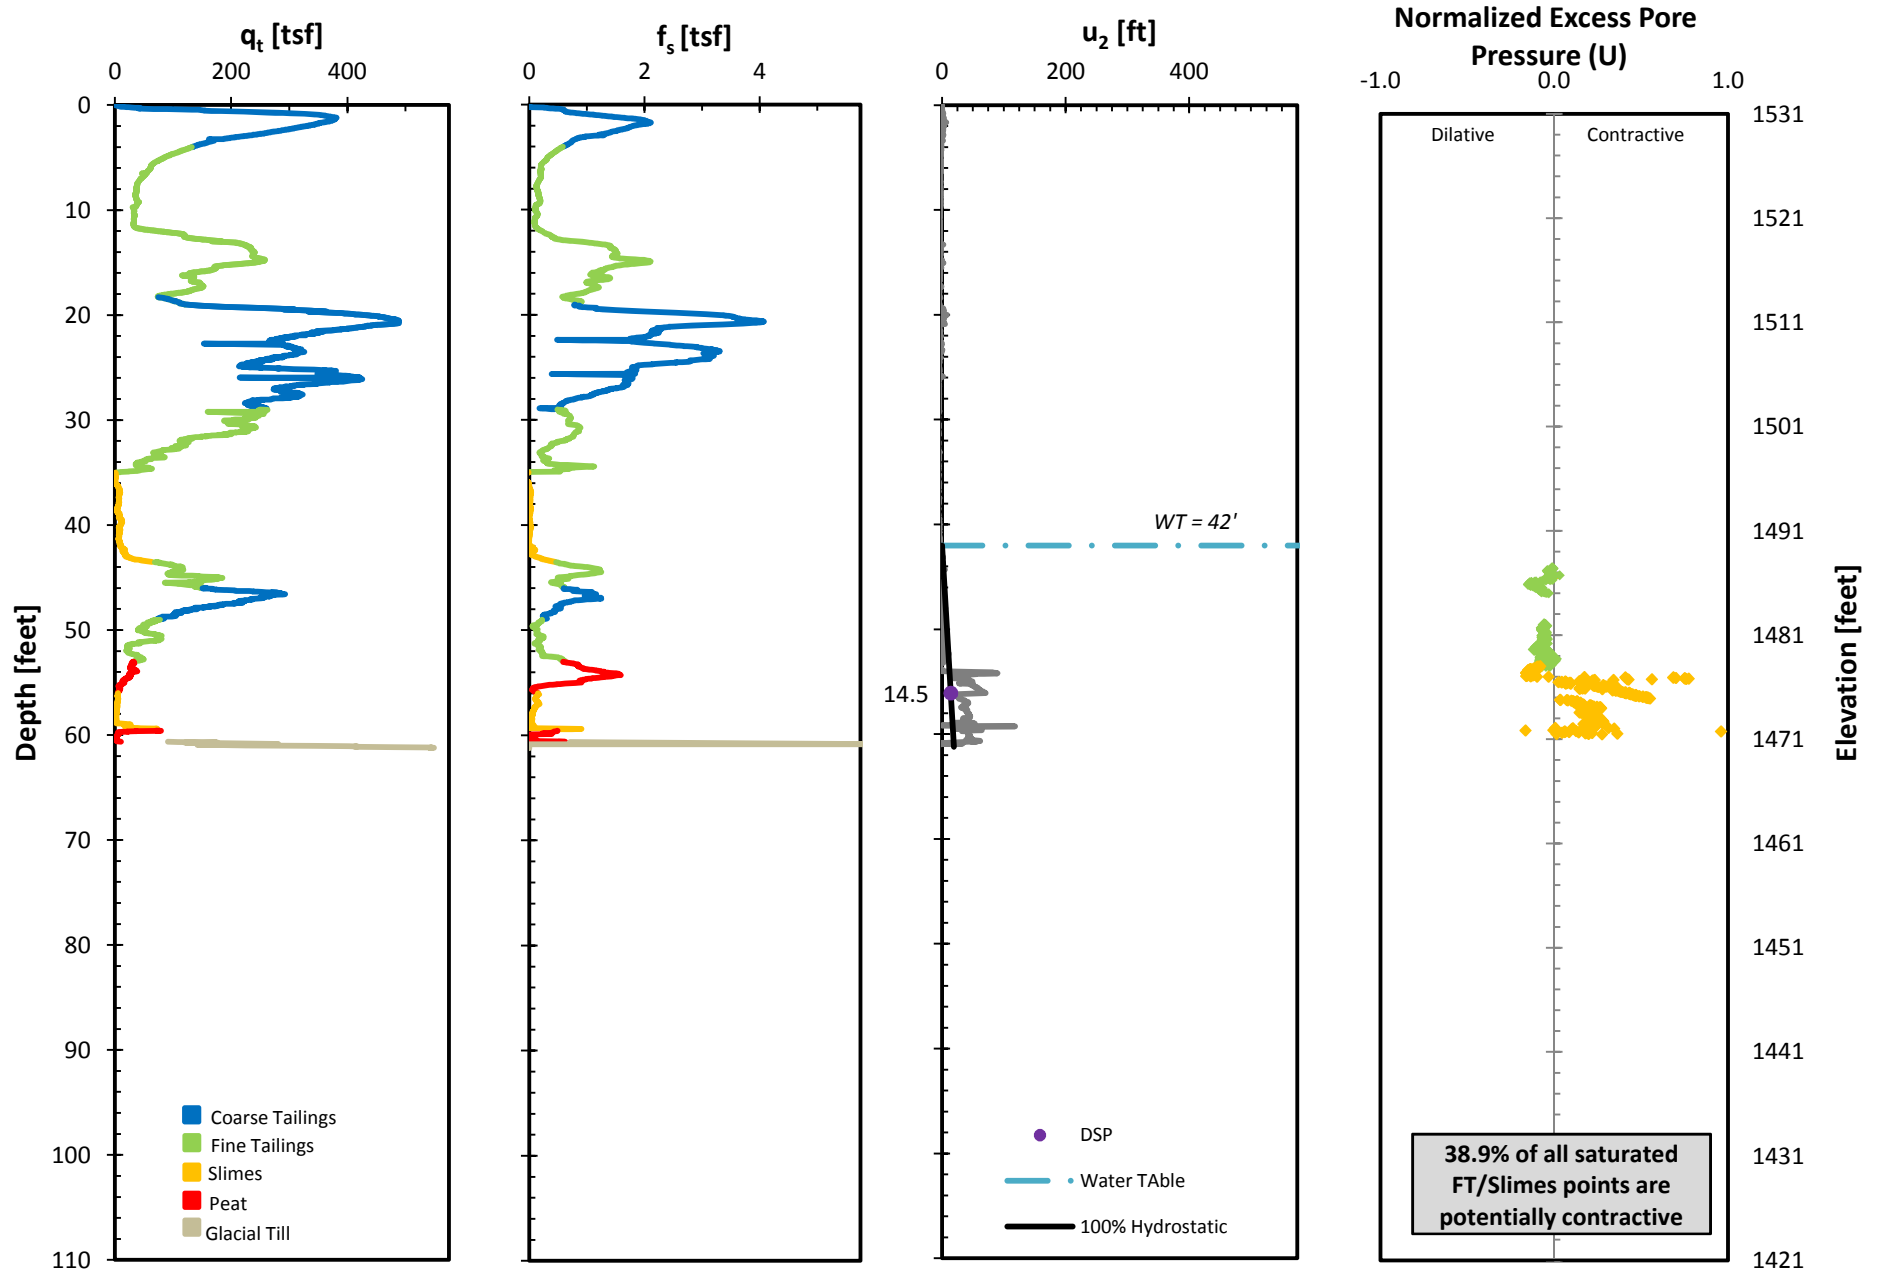 q_t [tsf]
0 200 400
f_s [tsf]
0 2 4
u_2 [ft]
0 200 400
Normalized Excess Pore
Pressure (U)
-1.0 0.0 1.0
Depth [feet]
0
10
20
30
40
50
60
70
80
90
100
110
Coarse Tailings
Fine Tailings
Slimes
Peat
Glacial Till
WT = 42'
14.5
DSP
Water TAble
100% Hydrostatic
Dilative
Contractive
38.9% of all saturated
FT/Slimes points are
potentially contractive
1531
1521
1511
1501
1491
1481
1471
1461
1451
1441
1431
1421
Elevation [feet]